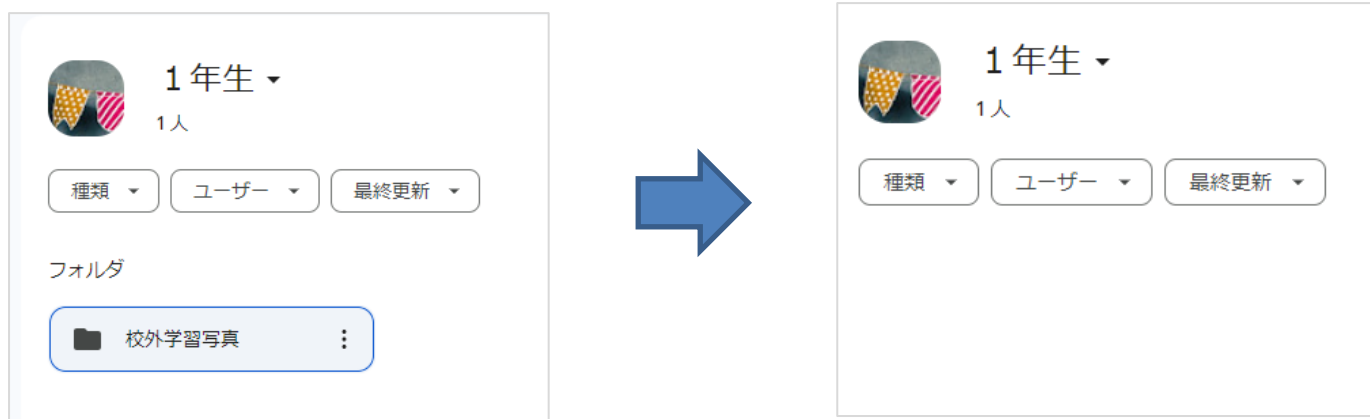 １年生
1人
種類
ユーザー
最終更新
フォルダ
校外学習写真
１年生
1人
種類
ユーザー
最終更新